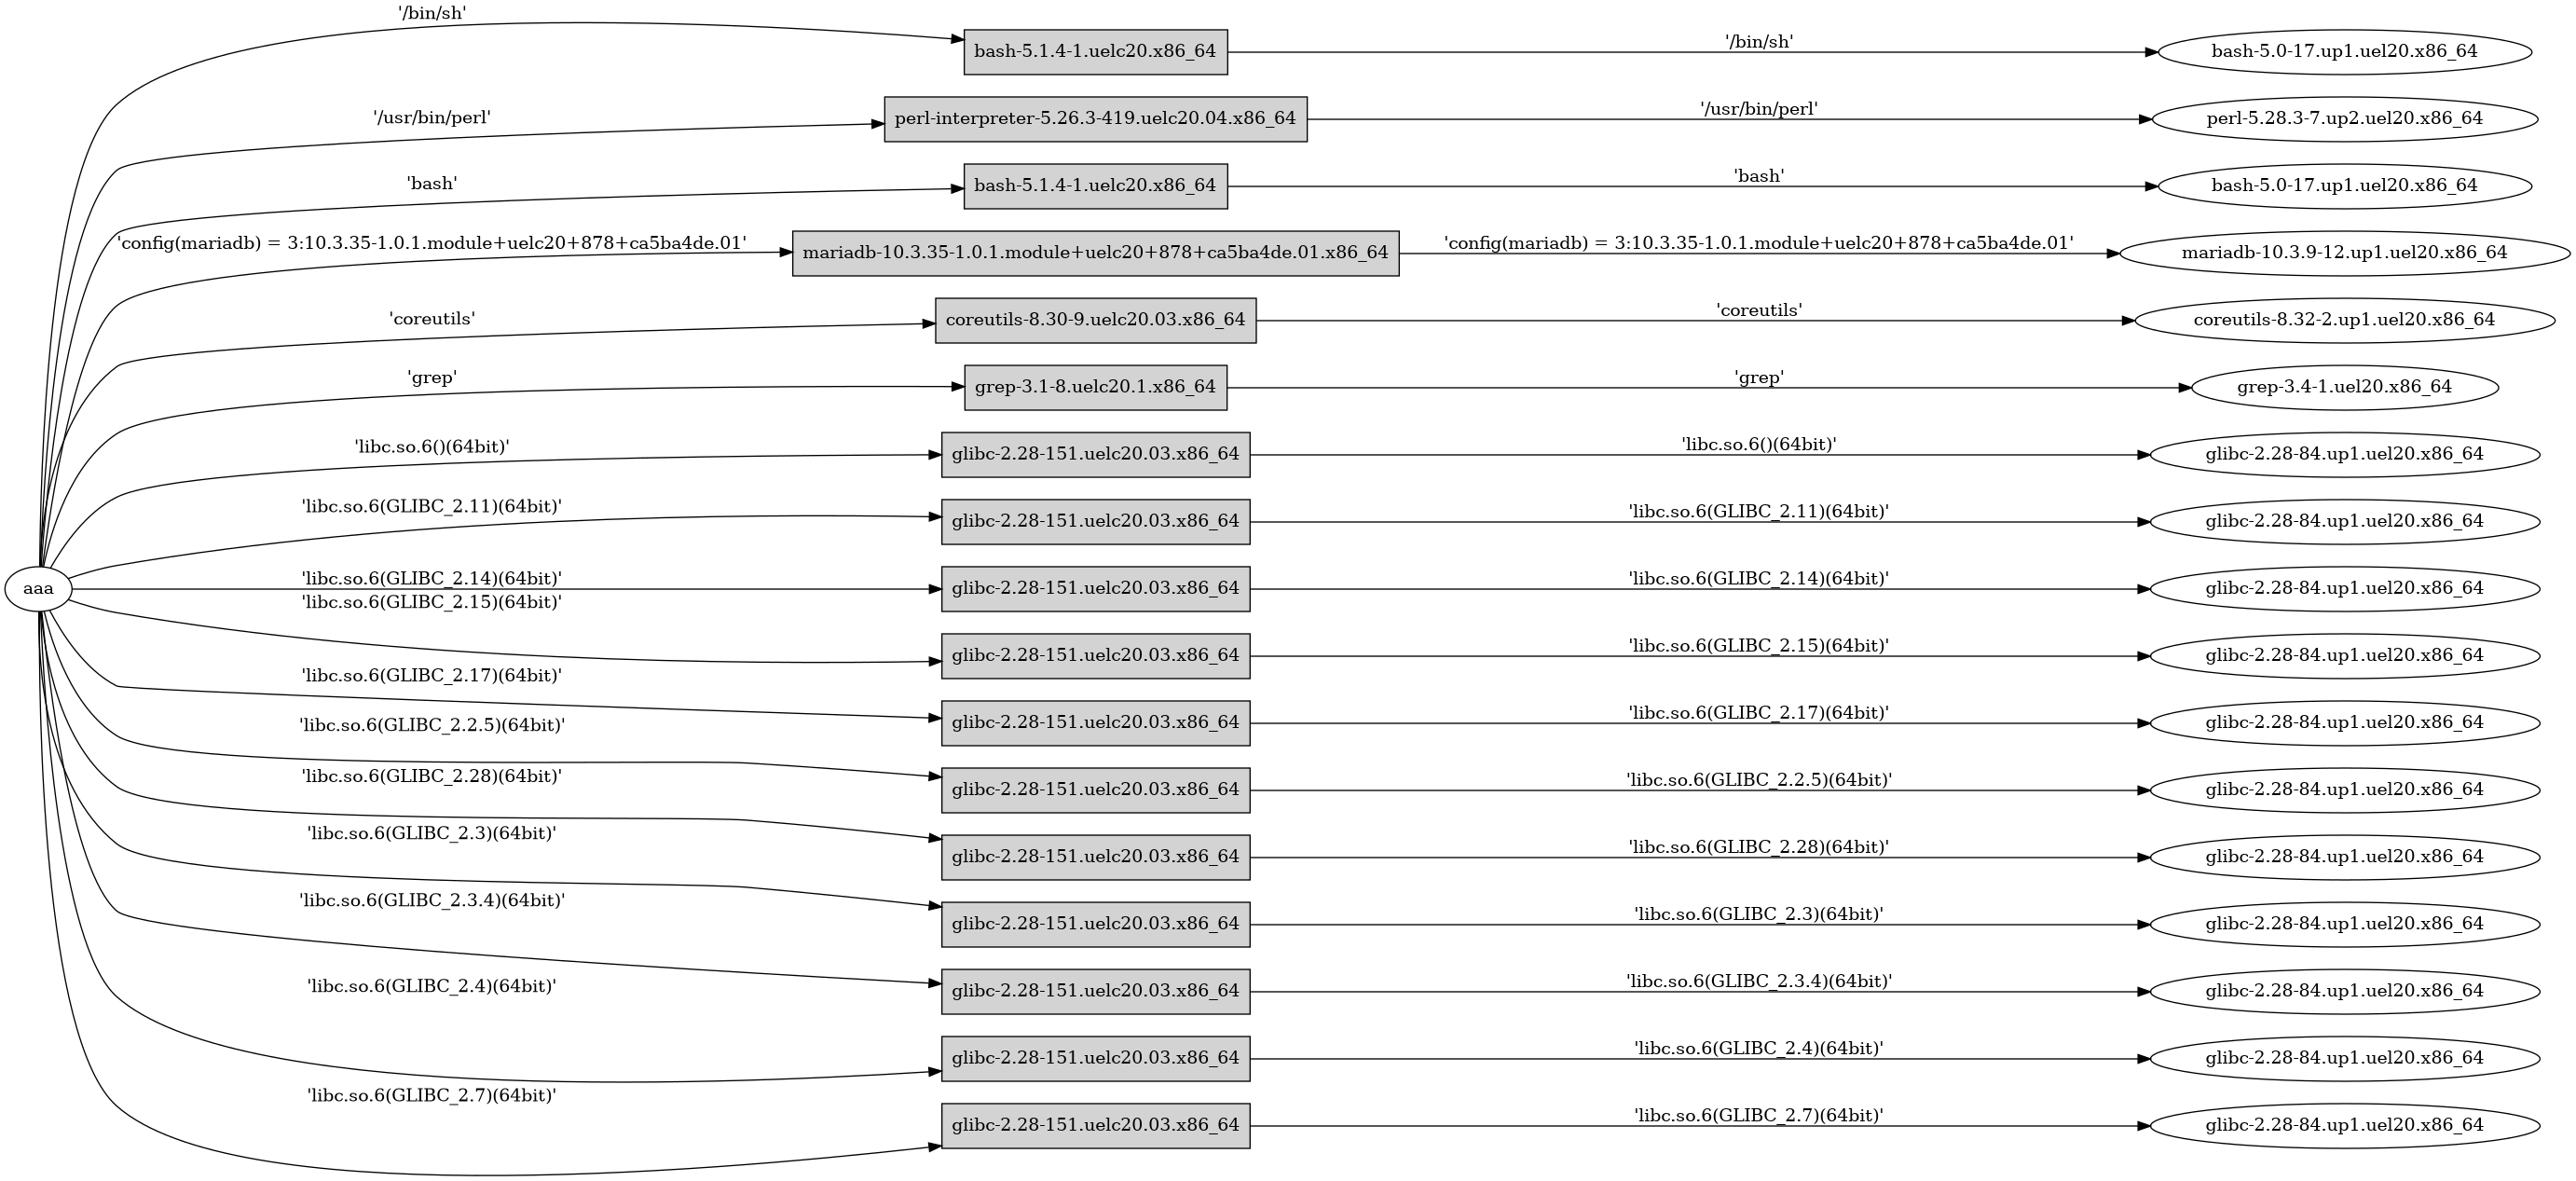 '/bin/sh'
bash-5.1.4-1.uelc20.x86_64
'/bin/sh'
bash-5.0-17.up1.uel20.x86_64
'/usr/bin/perl'
perl-interpreter-5.26.3-419.uelc20.04.x86_64
'/usr/bin/perl'
perl-5.28.3-7.up2.uel20.x86_64
'bash'
bash-5.1.4-1.uelc20.x86_64
'bash'
bash-5.0-17.up1.uel20.x86_64
'config(mariadb) = 3:10.3.35-1.0.1.module+uelc20+878+ca5ba4de.01'
mariadb-10.3.35-1.0.1.module+uelc20+878+ca5ba4de.01.x86_64
'config(mariadb) = 3:10.3.35-1.0.1.module+uelc20+878+ca5ba4de.01'
mariadb-10.3.9-12.up1.uel20.x86_64
'coreutils'
coreutils-8.30-9.uelc20.03.x86_64
'coreutils'
coreutils-8.32-2.up1.uel20.x86_64
'grep'
grep-3.1-8.uelc20.1.x86_64
'grep'
grep-3.4-1.uel20.x86_64
'libc.so.6()(64bit)'
glibc-2.28-151.uelc20.03.x86_64
'libc.so.6()(64bit)'
glibc-2.28-84.up1.uel20.x86_64
'libc.so.6(GLIBC_2.11)(64bit)'
glibc-2.28-151.uelc20.03.x86_64
'libc.so.6(GLIBC_2.11)(64bit)'
glibc-2.28-84.up1.uel20.x86_64
aaa
'libc.so.6(GLIBC_2.14)(64bit)'
glibc-2.28-151.uelc20.03.x86_64
'libc.so.6(GLIBC_2.14)(64bit)'
glibc-2.28-84.up1.uel20.x86_64
'libc.so.6(GLIBC_2.15)(64bit)'
glibc-2.28-151.uelc20.03.x86_64
'libc.so.6(GLIBC_2.15)(64bit)'
glibc-2.28-84.up1.uel20.x86_64
'libc.so.6(GLIBC_2.17)(64bit)'
glibc-2.28-151.uelc20.03.x86_64
'libc.so.6(GLIBC_2.17)(64bit)'
glibc-2.28-84.up1.uel20.x86_64
'libc.so.6(GLIBC_2.2.5)(64bit)'
glibc-2.28-151.uelc20.03.x86_64
'libc.so.6(GLIBC_2.2.5)(64bit)'
glibc-2.28-84.up1.uel20.x86_64
'libc.so.6(GLIBC_2.28)(64bit)'
glibc-2.28-151.uelc20.03.x86_64
'libc.so.6(GLIBC_2.28)(64bit)'
glibc-2.28-84.up1.uel20.x86_64
'libc.so.6(GLIBC_2.3)(64bit)'
glibc-2.28-151.uelc20.03.x86_64
'libc.so.6(GLIBC_2.3)(64bit)'
glibc-2.28-84.up1.uel20.x86_64
'libc.so.6(GLIBC_2.3.4)(64bit)'
glibc-2.28-151.uelc20.03.x86_64
'libc.so.6(GLIBC_2.3.4)(64bit)'
glibc-2.28-84.up1.uel20.x86_64
'libc.so.6(GLIBC_2.4)(64bit)'
glibc-2.28-151.uelc20.03.x86_64
'libc.so.6(GLIBC_2.4)(64bit)'
glibc-2.28-84.up1.uel20.x86_64
'libc.so.6(GLIBC_2.7)(64bit)'
glibc-2.28-151.uelc20.03.x86_64
'libc.so.6(GLIBC_2.7)(64bit)'
glibc-2.28-84.up1.uel20.x86_64